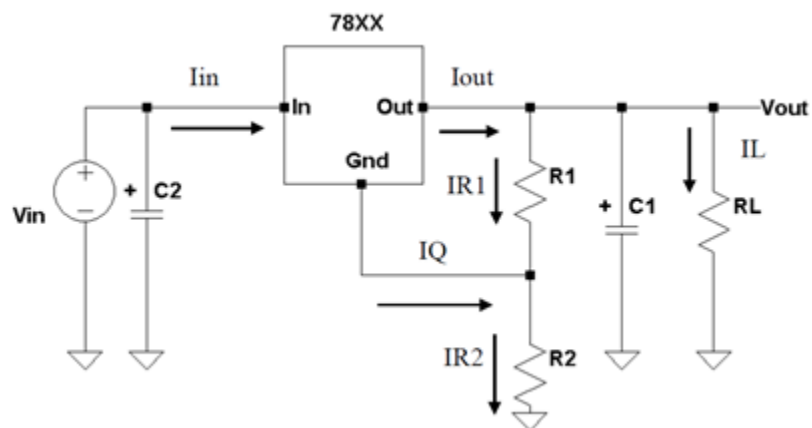 78XX
Iin
Iout
In
Out
Vout
Gnd
IL
IR1
R1
+
C2
+
C1
RL
+
-
Vin
IQ
IR2
R2